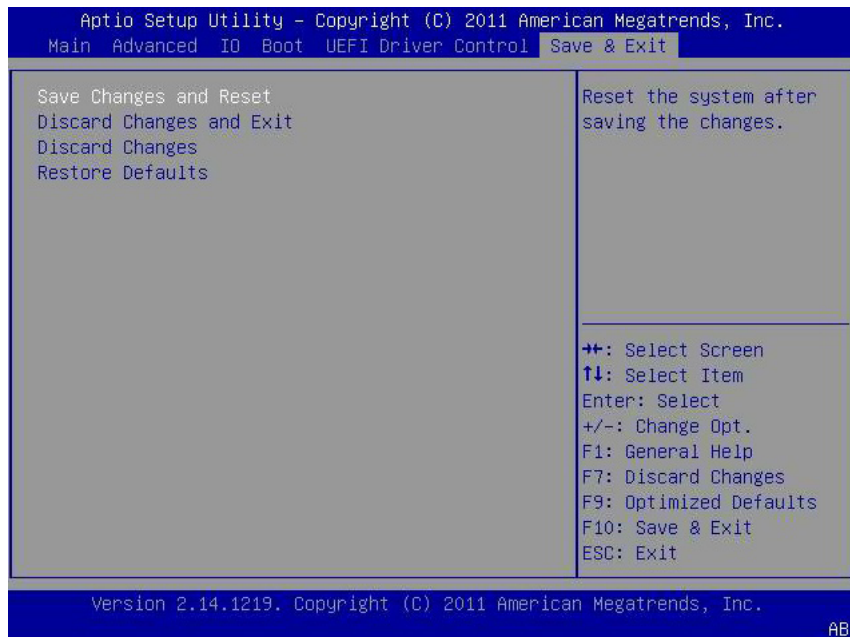 Aptio Setup Utility – Copyright (C) 2011 American Megatrends, Inc.
Main Advanced IO Boot UEFI Driver Control Save & Exit
Save Changes and Reset
Discard Changes and Exit
Discard Changes
Restore Defaults
Reset the system after
saving the changes.
→←: Select Screen
↑↓: Select Item
Enter: Select
+/-: Change Opt.
F1: General Help
F7: Discard Changes
F9: Optimized Defaults
F10: Save & Exit
ESC: Exit
Version 2.14.1219. Copyright (C) 2011 American Megatrends, Inc.
AB